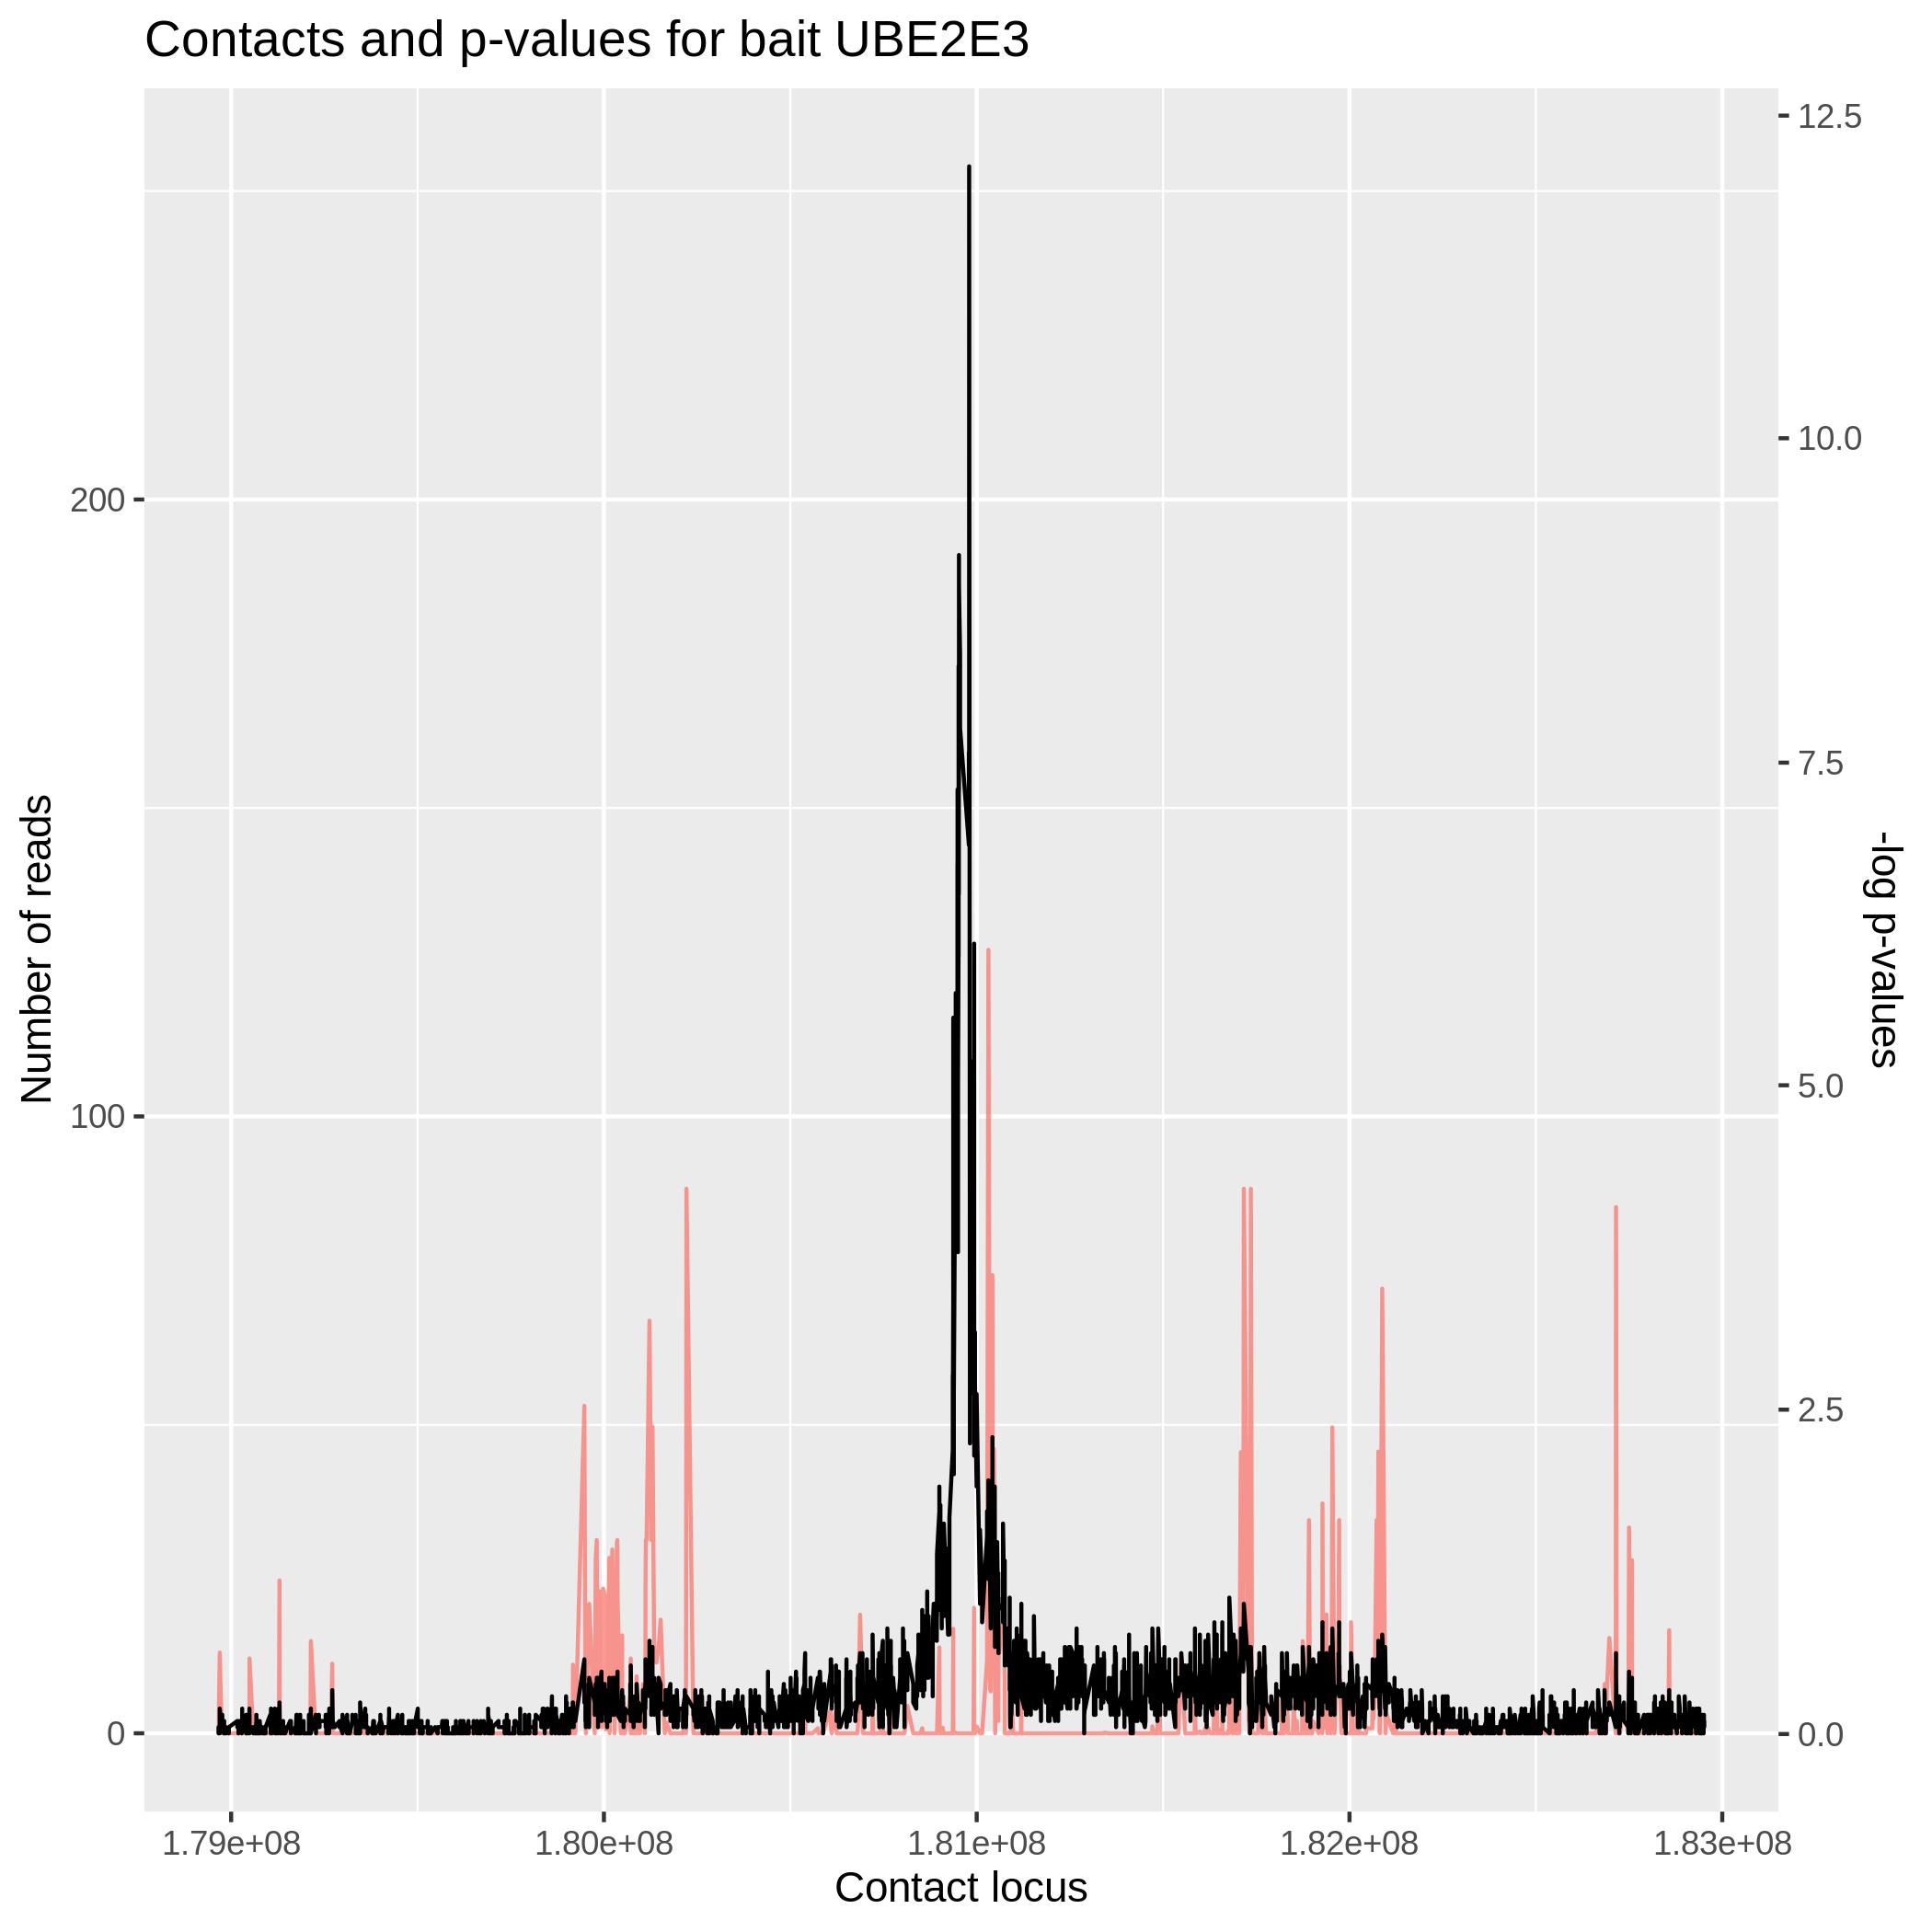 Contacts and p-values for bait UBE2E3
12.5
10.0
200
7.5
Number of reads
-log p-values
5.0
100
2.5
0
0.0
1.79e+08 1.80e+08 1.81e+08 1.82e+08 1.83e+08
Contact locus